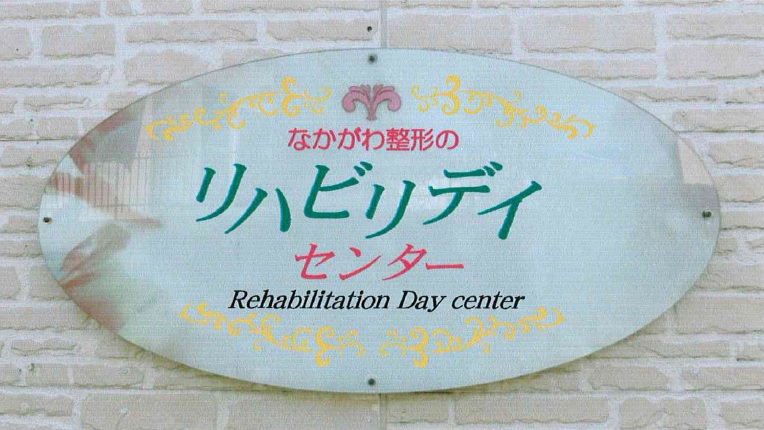 なかがわ整形の
リハビリデイ
センター
Rehabilitation Day center